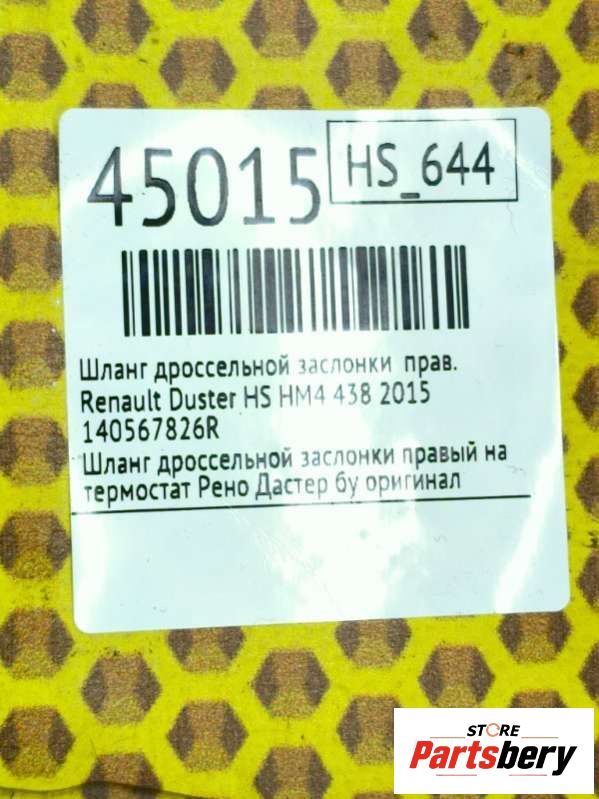 45015
HS_644
Шланг дроссельной заслонки прав.
Renault Duster HS HM4 438 2015
140567826R
Шланг дроссельной заслонки правый на
термостат Рено Дастер бу оригинал
STORE
Partsbery